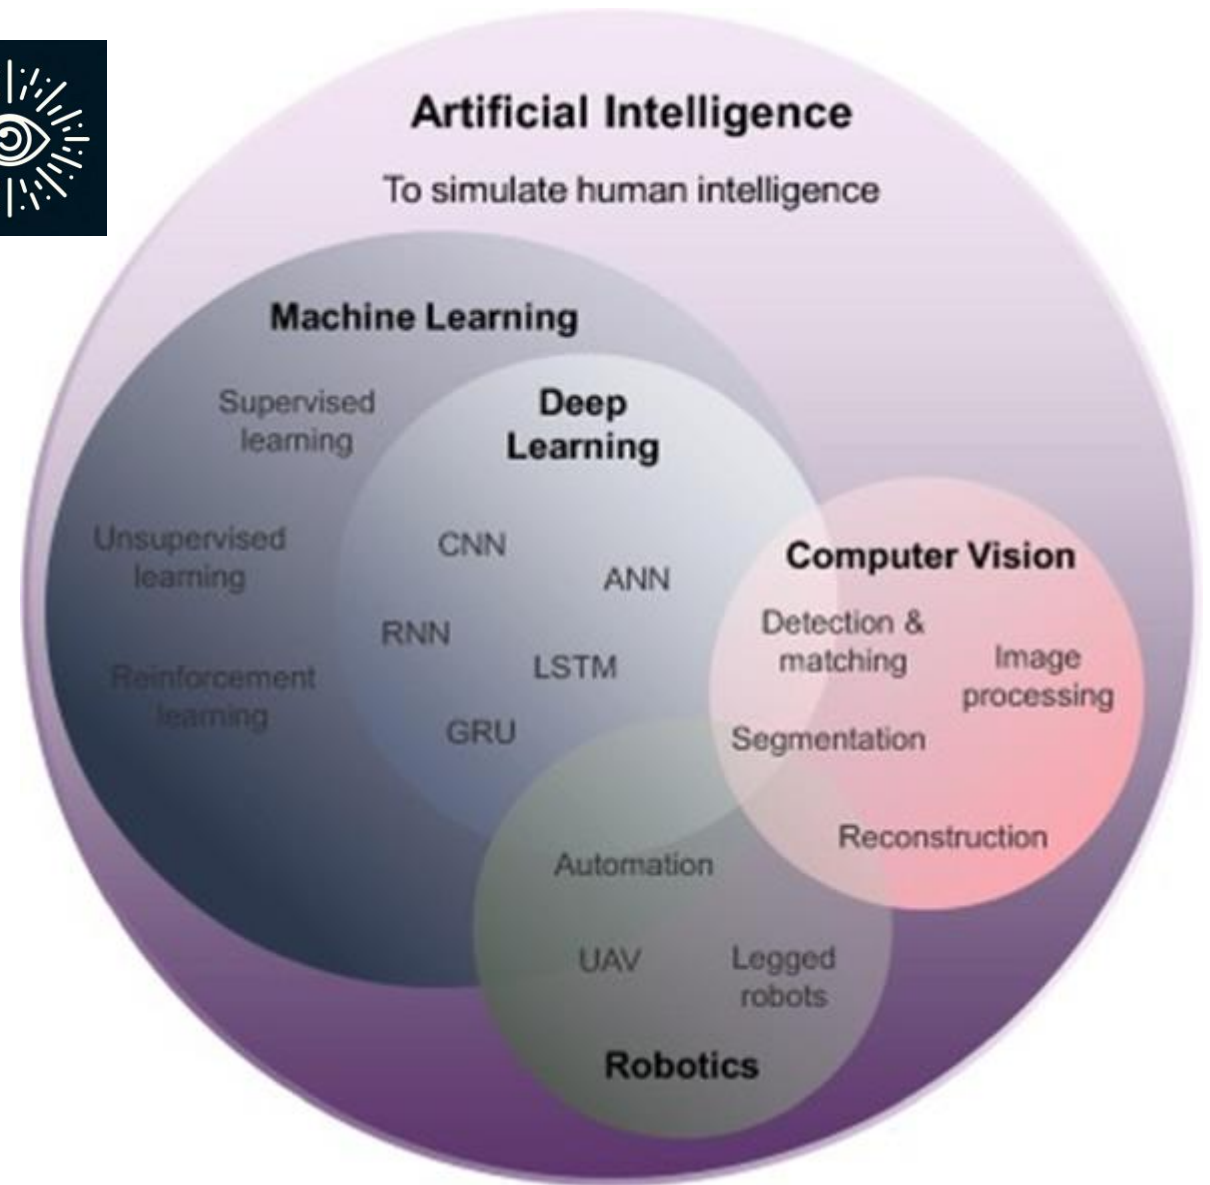 Artificial Intelligence
To simulate human intelligence
Machine Learning
Supervised
learning
Deep
Learning
Unsupervised
learning
CNN
ANN
RNN
LSTM
Reinforcement
learning
GRU
Computer Vision
Detection &
matching
Image
processing
Segmentation
Reconstruction
Automation
UAV
Legged
robots
Robotics